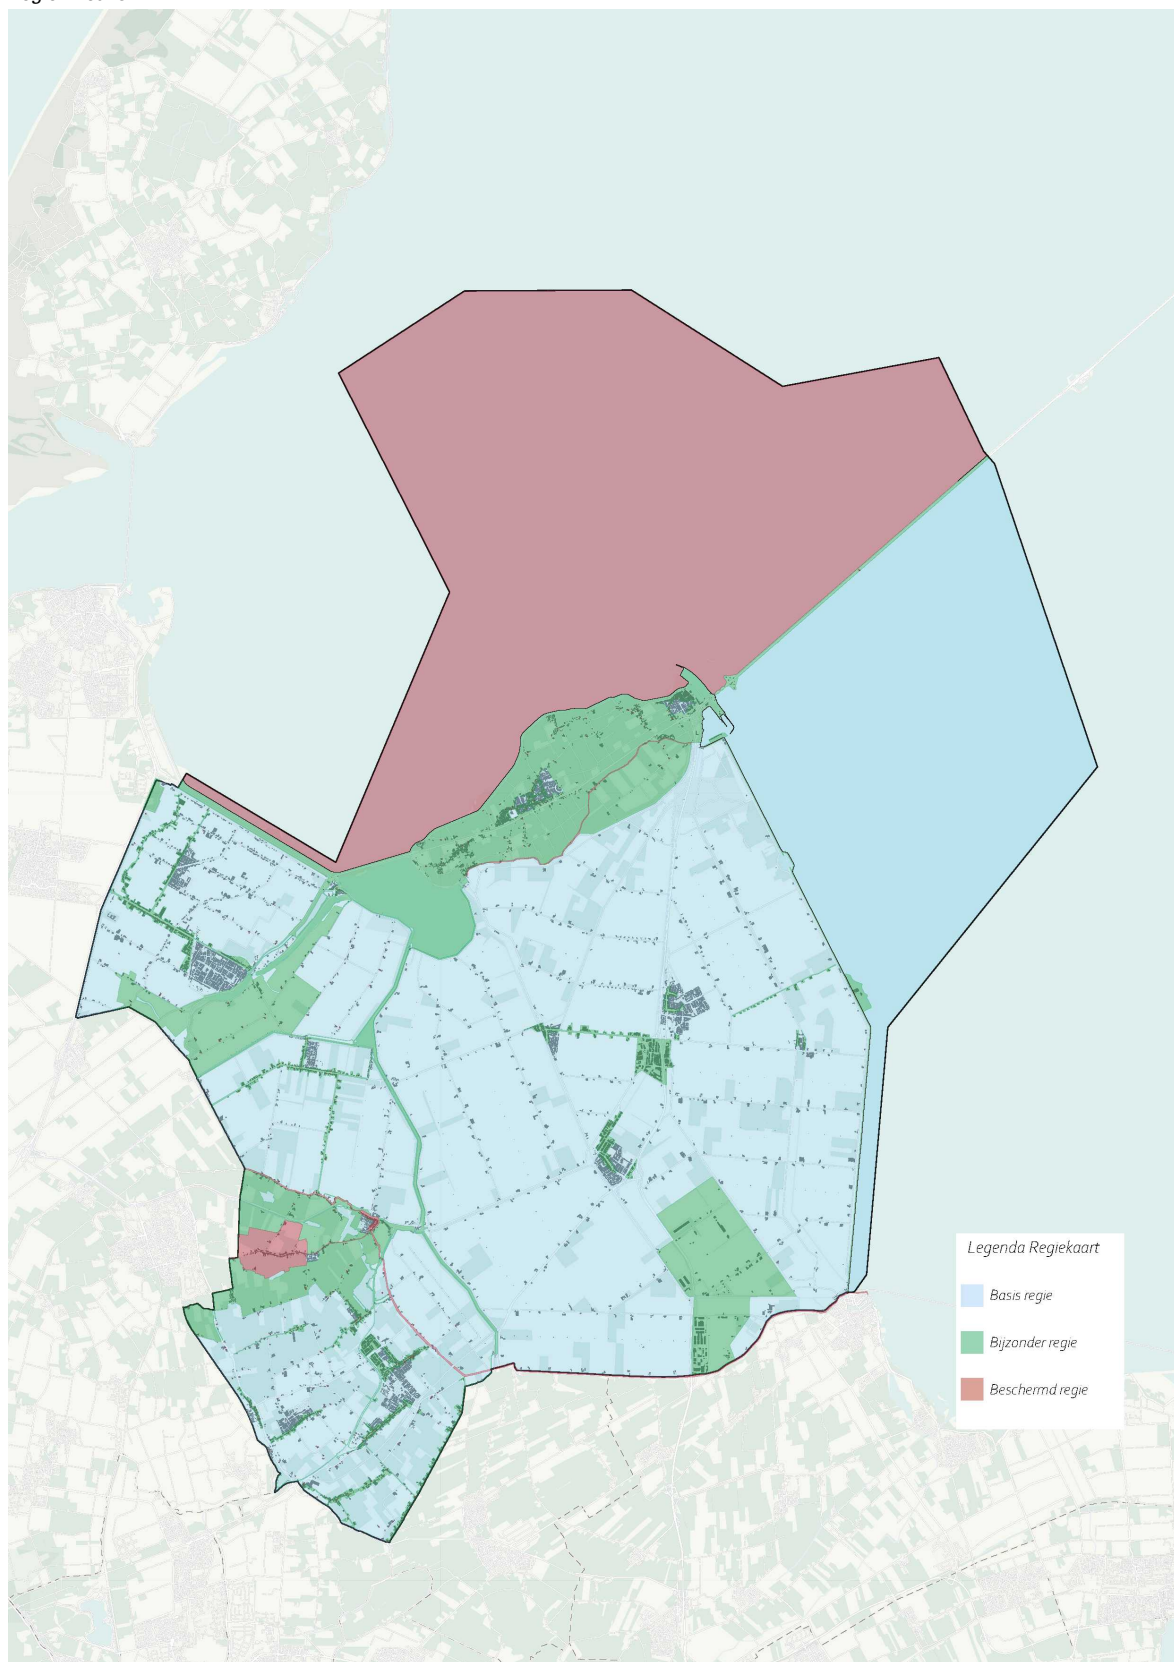 Legenda Regiekaart
Basis regie
Bijzonder regie
Beschermd regie